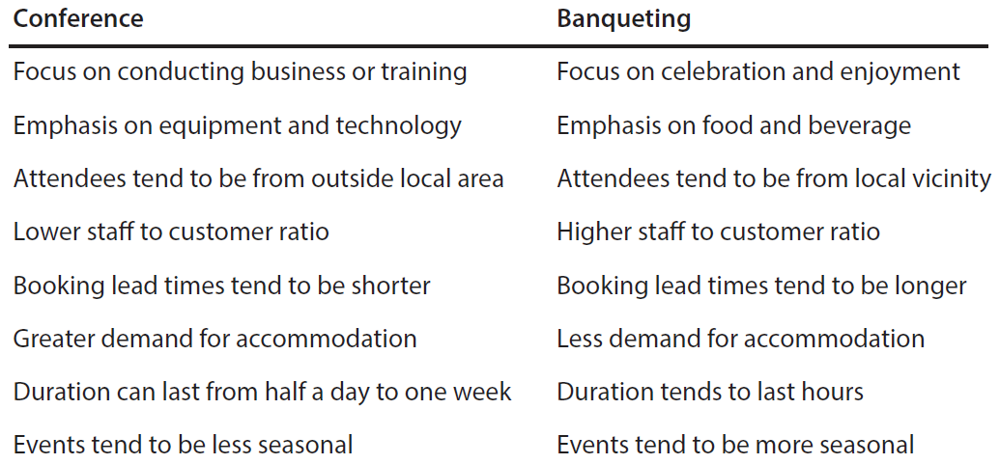 Conference Banqueting
Focus on conducting business or training Focus on celebration and enjoyment
Emphasis on equipment and technology Emphasis on food and beverage
Attendees tend to be from outside local area Attendees tend to be from local vicinity
Lower staff to customer ratio Higher staff to customer ratio
Booking lead times tend to be shorter Booking lead times tend to be longer
Greater demand for accommodation Less demand for accommodation
Duration can last from half a day to one week Duration tends to last hours
Events tend to be less seasonal Events tend to be more seasonal